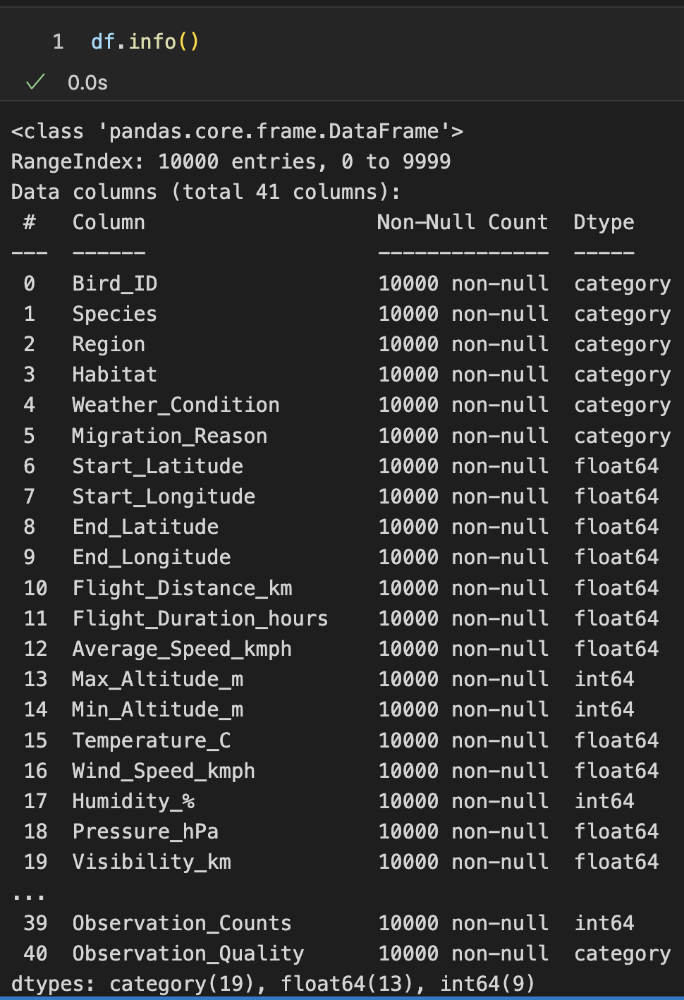 1 df.info()
0.0s
<class 'pandas.core.frame.DataFrame'>
RangeIndex: 10000 entries, 0 to 9999
Data columns (total 41 columns):
 #   Column                   Non-Null Count  Dtype
---  ------                   --------------  -----
 0   Bird_ID                  10000 non-null  category
 1   Species                  10000 non-null  category
 2   Region                   10000 non-null  category
 3   Habitat                  10000 non-null  category
 4   Weather_Condition        10000 non-null  category
 5   Migration_Reason         10000 non-null  category
 6   Start_Latitude           10000 non-null  float64
 7   Start_Longitude          10000 non-null  float64
 8   End_Latitude             10000 non-null  float64
 9   End_Longitude            10000 non-null  float64
 10  Flight_Distance_km       10000 non-null  float64
 11  Flight_Duration_hours    10000 non-null  float64
 12  Average_Speed_kmph       10000 non-null  float64
 13  Max_Altitude_m           10000 non-null  int64
 14  Min_Altitude_m           10000 non-null  int64
 15  Temperature_C            10000 non-null  float64
 16  Wind_Speed_kmph          10000 non-null  float64
 17  Humidity_%               10000 non-null  int64
 18  Pressure_hPa             10000 non-null  float64
 19  Visibility_km            10000 non-null  float64
...
 39  Observation_Counts       10000 non-null  int64
 40  Observation_Quality      10000 non-null  category
dtypes: category(19), float64(13), int64(9)